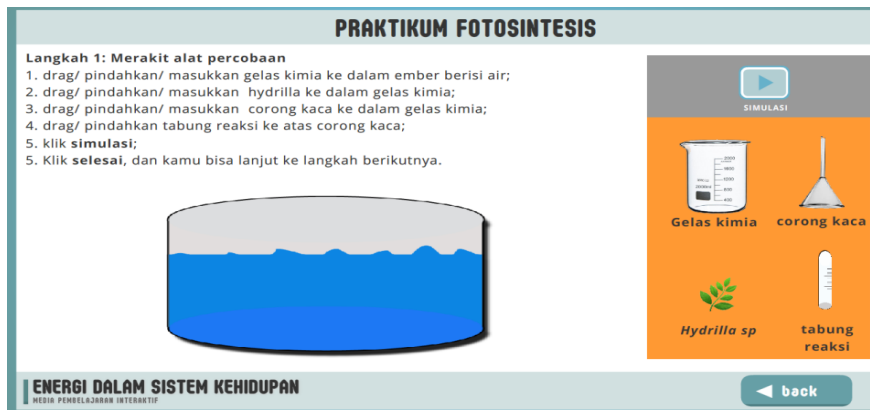 PRAKTIKUM FOTOSINTESIS
Langkah 1: Merakit alat percobaan
1. drag/ pindahkan/ masukkan gelas kimia ke dalam ember berisi air;
2. drag/ pindahkan/ masukkan hydrilla ke dalam gelas kimia;
3. drag/ pindahkan/ masukkan corong kaca ke dalam gelas kimia;
4. drag/ pindahkan tabung reaksi ke atas corong kaca;
5. klik simulasi;
5. Klik selesai, dan kamu bisa lanjut ke langkah berikutnya.
SIMULASI
Gelas kimia
corong kaca
Hydrilla sp
tabung
reaksi
ENERGI DALAM SISTEM KEHIDUPAN
MEDIA PEMBELAJARAN INTERAKTIF
back